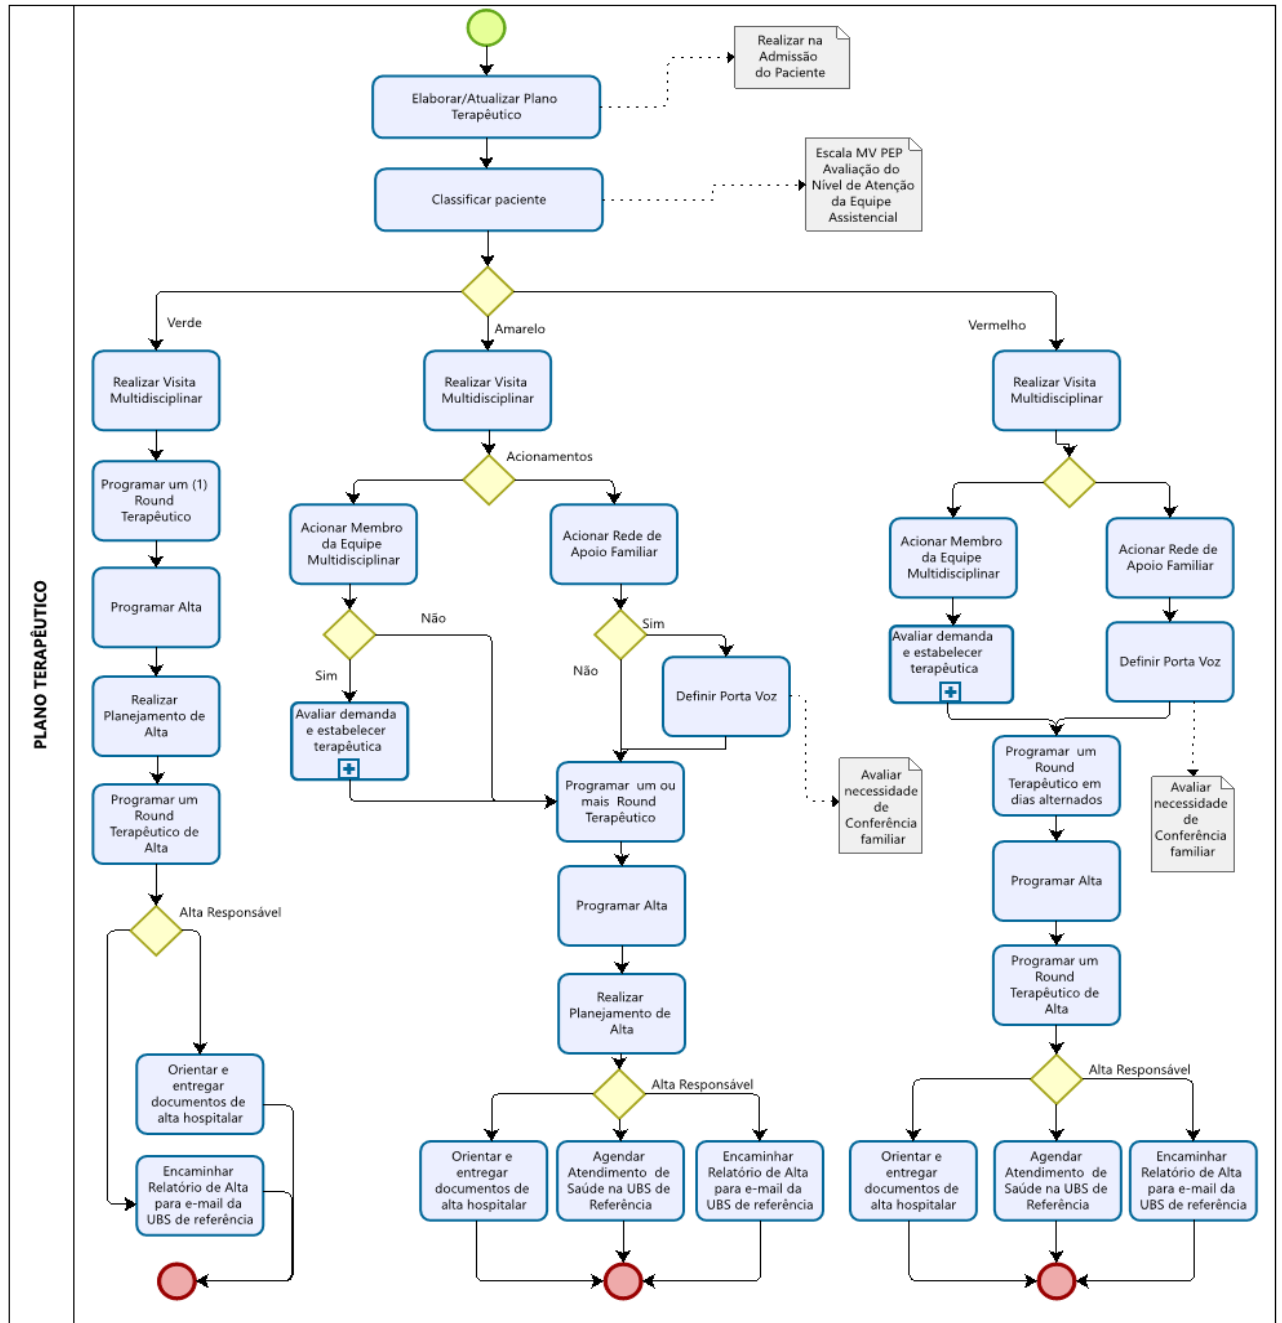 PLANO TERAPÊUTICO
Realizar na
Admissão
do Paciente
Elaborar/Atualizar Plano
Terapêutico
Escala MV PEP
Avaliação do
Nível de Atenção
da Equipe
Assistencial
Classificar paciente
Verde
Amarelo
Vermelho
Realizar Visita
Multidisciplinar
Programar um (1)
Round
Terapêutico
Programar Alta
Realizar
Planejamento de
Alta
Programar um
Round
Terapêutico de
Alta
Alta Responsável
Orientar e
entregar
documentos de
alta hospitalar
Encaminhar
Relatório de Alta
para e-mail da
UBS de referência
Realizar Visita
Multidisciplinar
Acionamentos
Acionar Membro
da Equipe
Multidisciplinar
Acionar Rede de
Apoio Familiar
Não
Sim
Sim
Não
Avaliar demanda
e estabelecer
terapêutica
Definir Porta Voz
Avaliar
necessidade
de
Conferência
familiar
Programar um ou
mais Round
Terapêutico
Programar Alta
Realizar
Planejamento de
Alta
Alta Responsável
Orientar e
entregar
documentos de
alta hospitalar
Agendar
Atendimento de
Saúde na UBS de
Referência
Encaminhar
Relatório de Alta
para e-mail da
UBS de referência
Realizar Visita
Multidisciplinar
Acionar Membro
da Equipe
Multidisciplinar
Acionar Rede de
Apoio Familiar
Avaliar demanda
e estabelecer
terapêutica
Definir Porta Voz
Programar um
Round
Terapêutico em
dias alternados
Avaliar
necessidade
de
Conferência
familiar
Programar Alta
Programar um
Round
Terapêutico de
Alta
Alta Responsável
Orientar e
entregar
documentos de
alta hospitalar
Agendar
Atendimento de
Saúde na UBS de
Referência
Encaminhar
Relatório de Alta
para e-mail da
UBS de referência